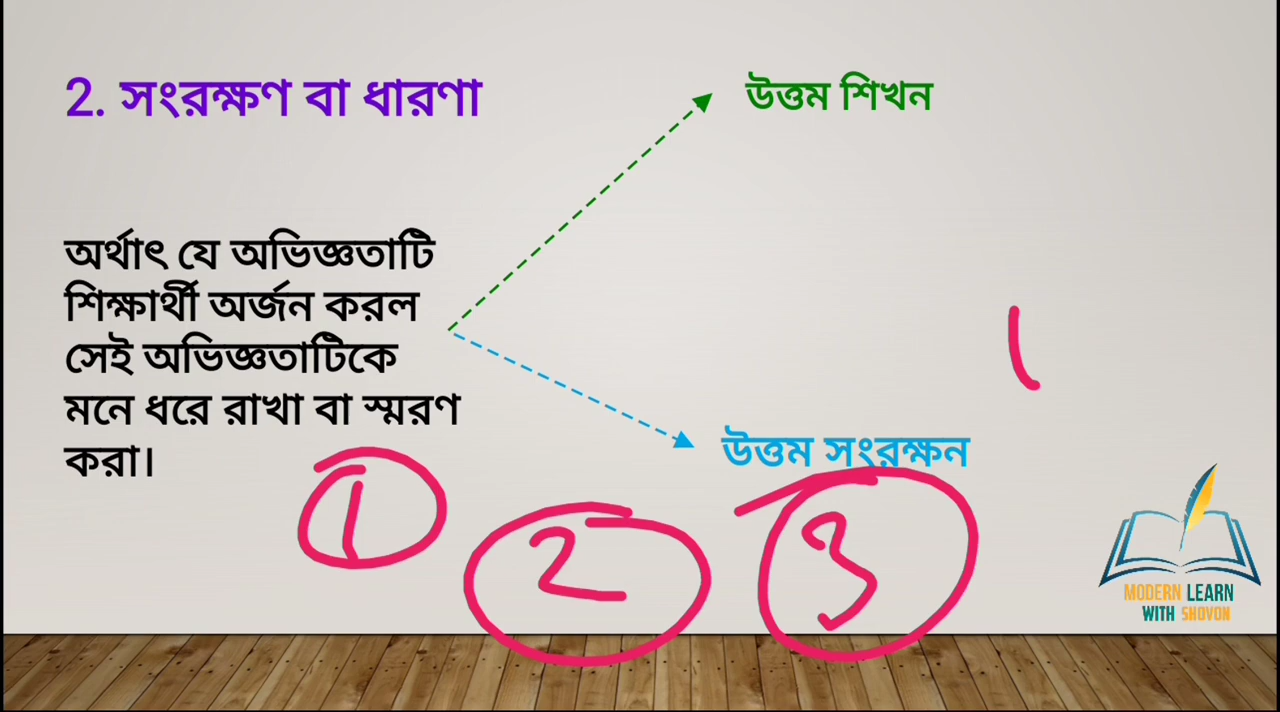 2. সংরক্ষণ বা ধারণা
উত্তম শিখন
অর্থাৎ যে অভিজ্ঞতাটি
শিক্ষার্থী অর্জন করল
সেই অভিজ্ঞতাটিকে
মনে ধরে রাখা বা স্মরণ
করা।
উত্তম সংরক্ষন
1
2
3
MODERN LEARN
WITH SHOVON